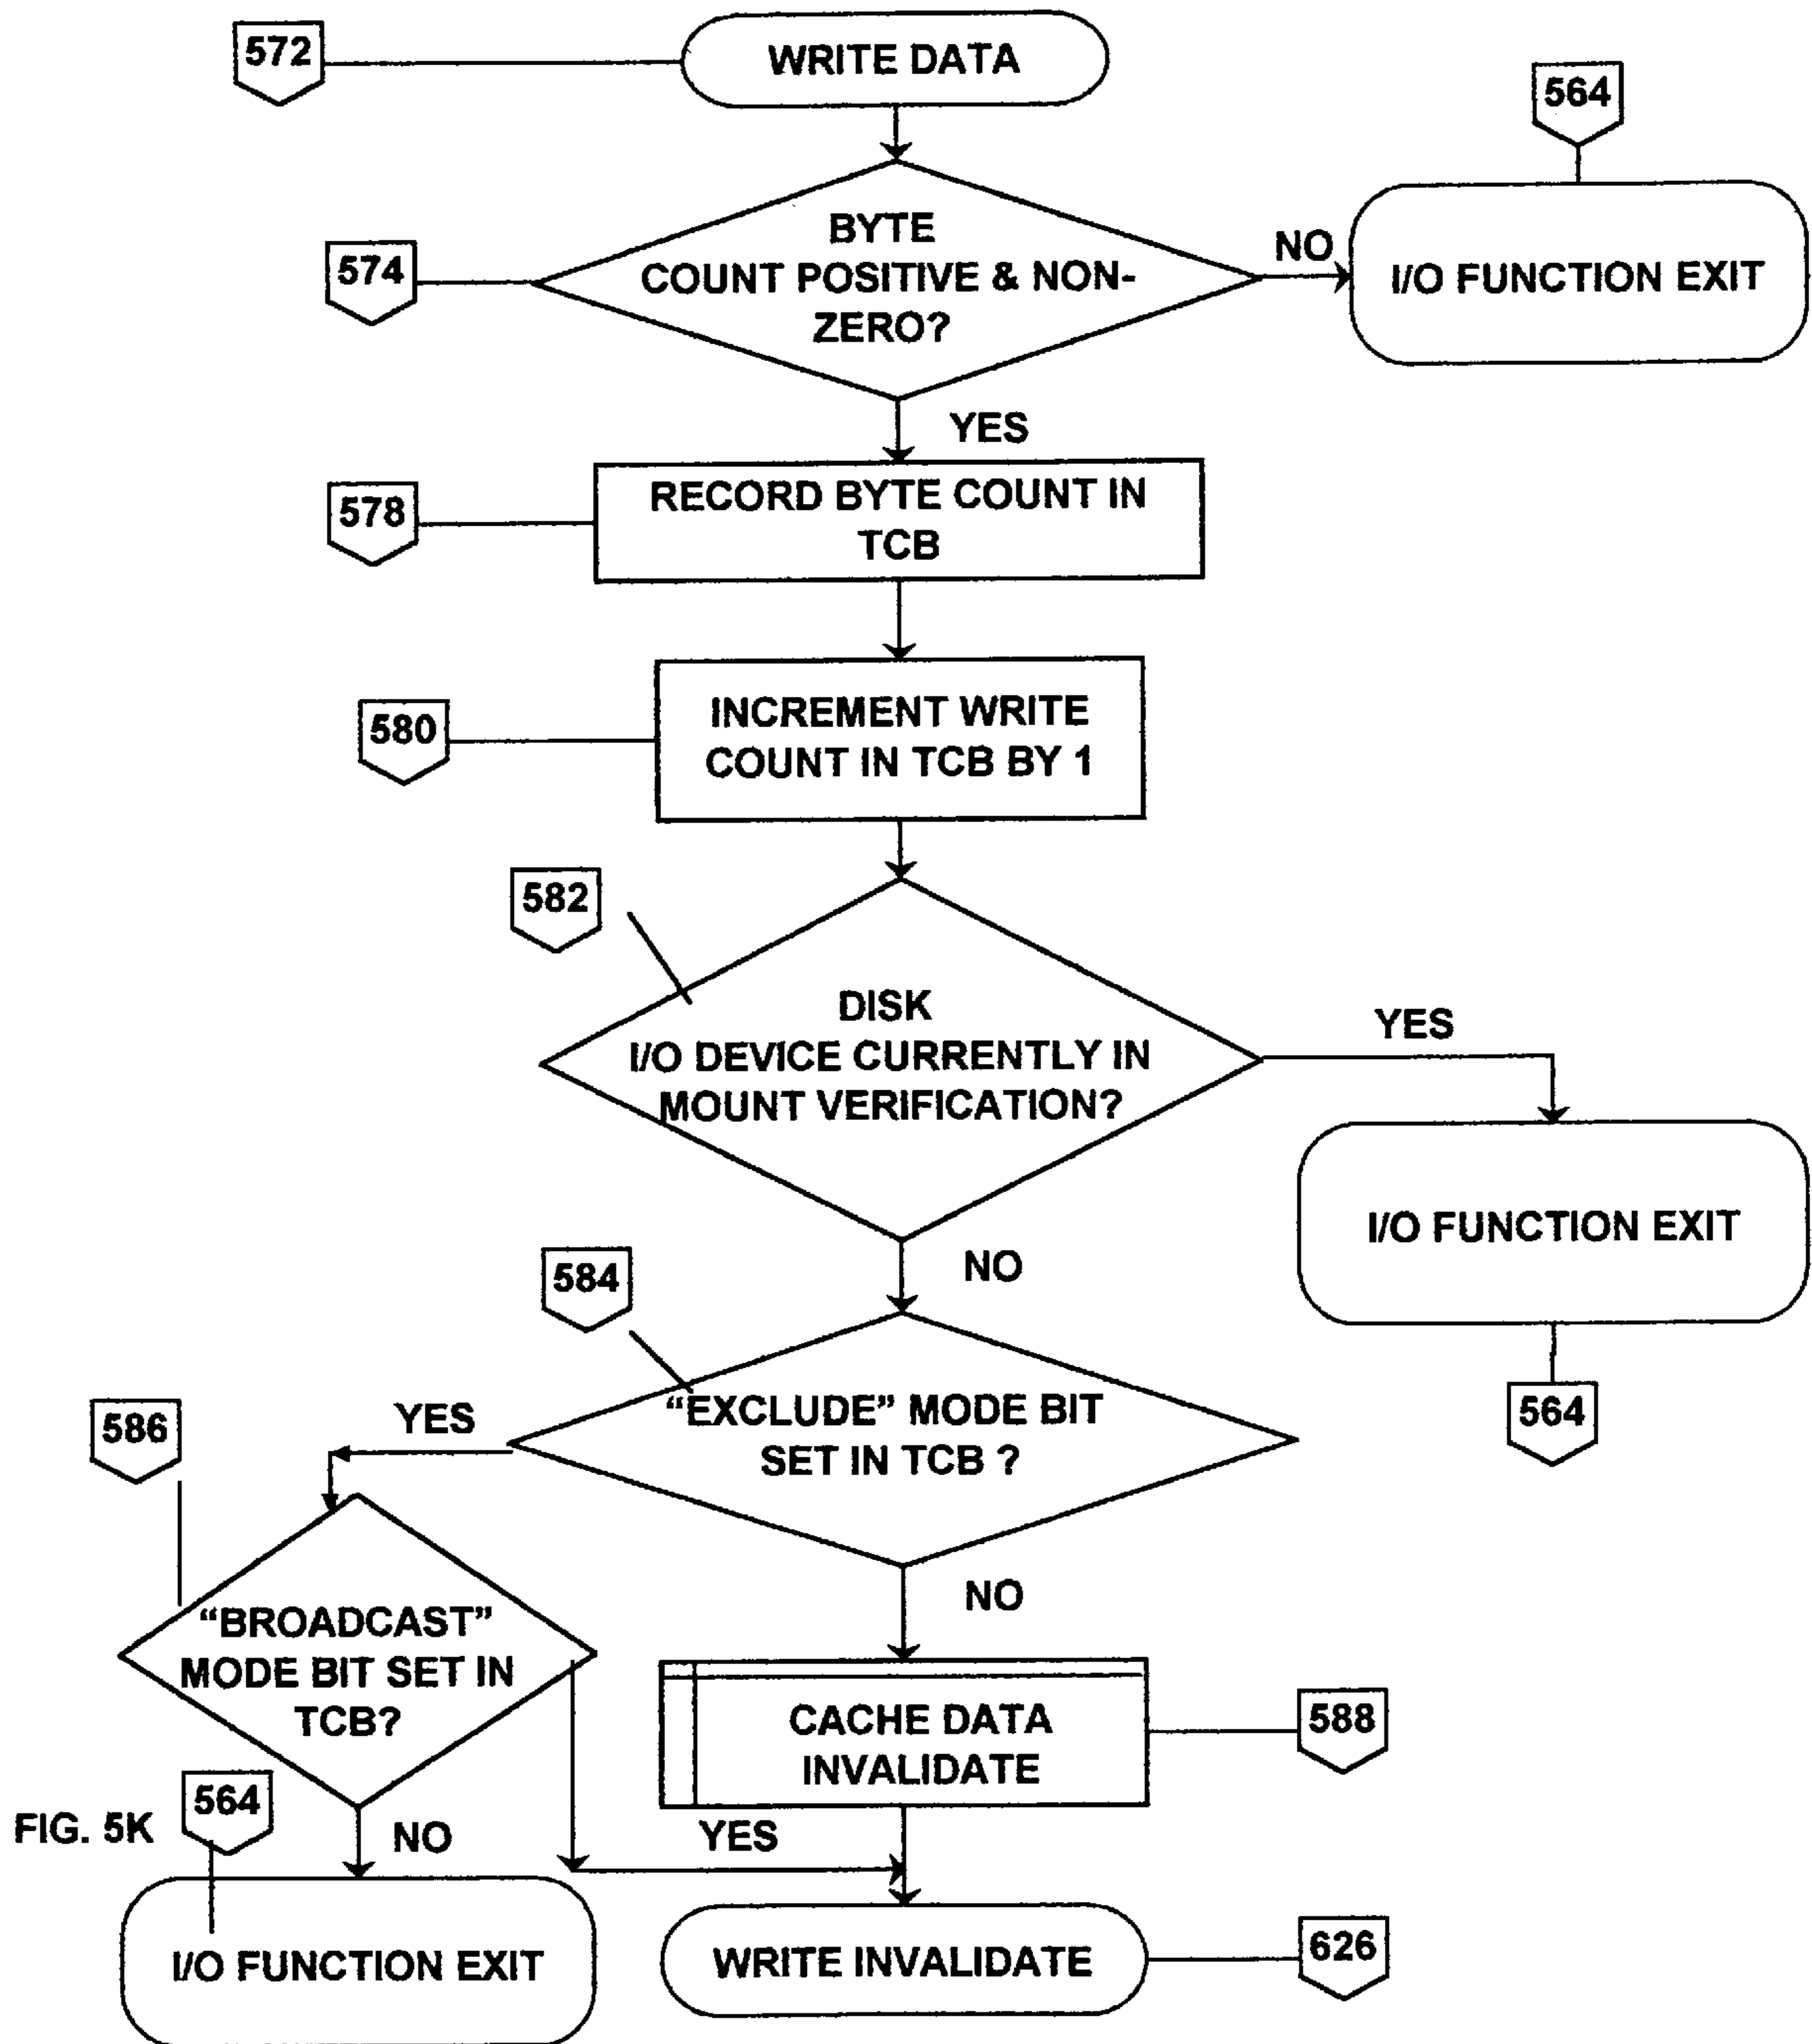 572
WRITE DATA
564
BYTE
COUNT POSITIVE & NON-
ZERO?
574
NO
I/O FUNCTION EXIT
YES
578
RECORD BYTE COUNT IN
TCB
580
INCREMENT WRITE
COUNT IN TCB BY 1
582
DISK
I/O DEVICE CURRENTLY IN
MOUNT VERIFICATION?
YES
I/O FUNCTION EXIT
564
NO
584
“EXCLUDE” MODE BIT
SET IN TCB ?
YES
586
NO
“BROADCAST”
MODE BIT SET IN
TCB?
CACHE DATA
INVALIDATE
588
FIG. 5K
564
NO
YES
I/O FUNCTION EXIT
WRITE INVALIDATE
626